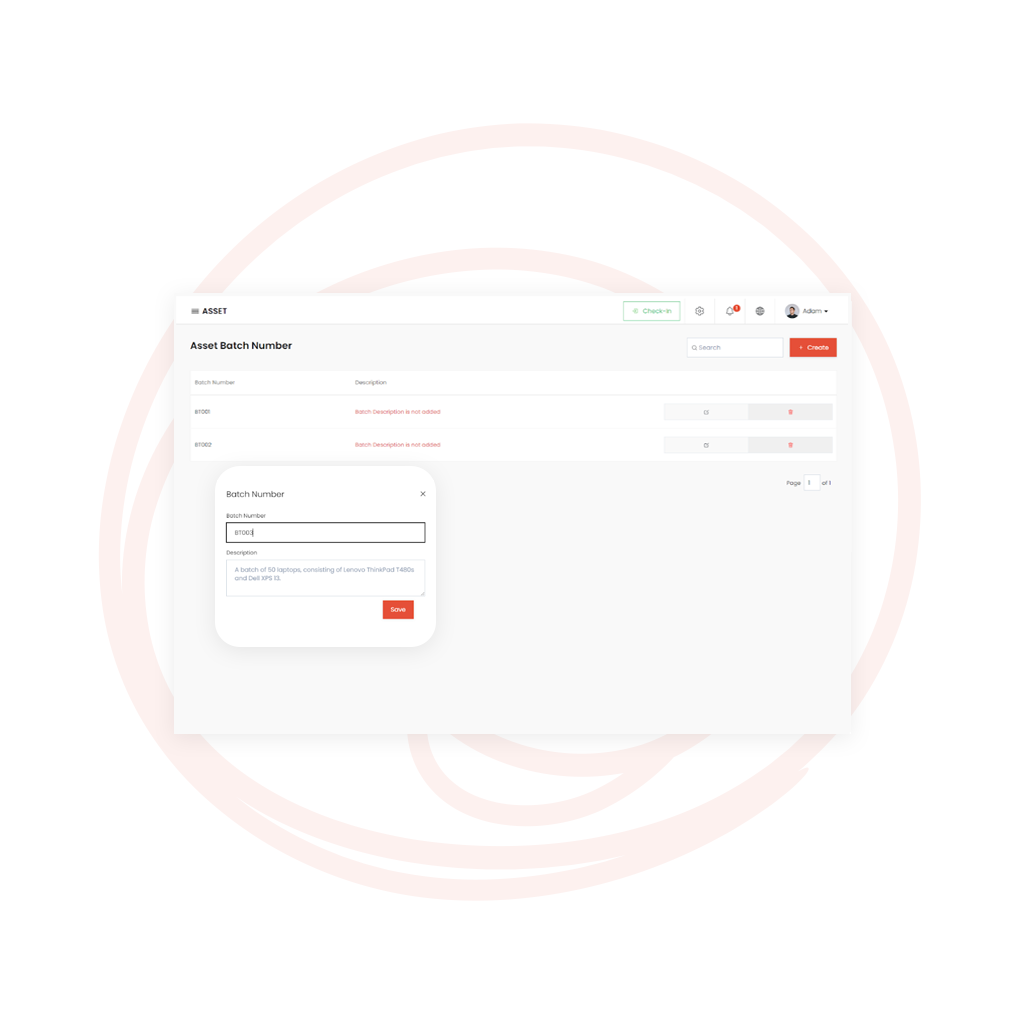 ASSET
Check-In
Adam
Asset Batch Number
Search
+ Create
Batch Number Description
BT001 Batch Description is not added
BT002 Batch Description is not added
Page 1 of 1
Batch Number
Batch Number
BT003
Description
A batch of 50 laptops, consisting of Lenovo ThinkPad T480s
and Dell XPS 13.
Save